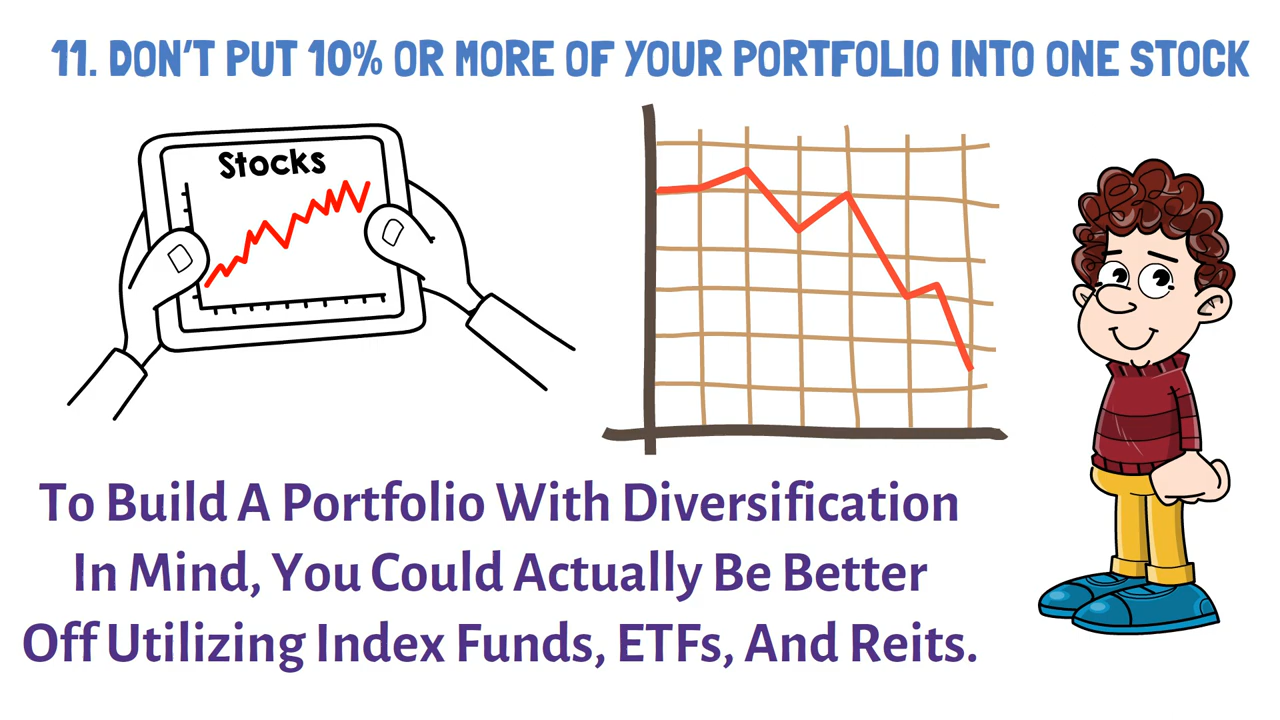 11. DON'T PUT 10% OR MORE OF YOUR PORTFOLIO INTO ONE STOCK
Stocks
To Build A Portfolio With Diversification
In Mind, You Could Actually Be Better
Off Utilizing Index Funds, ETFs, And Reits.